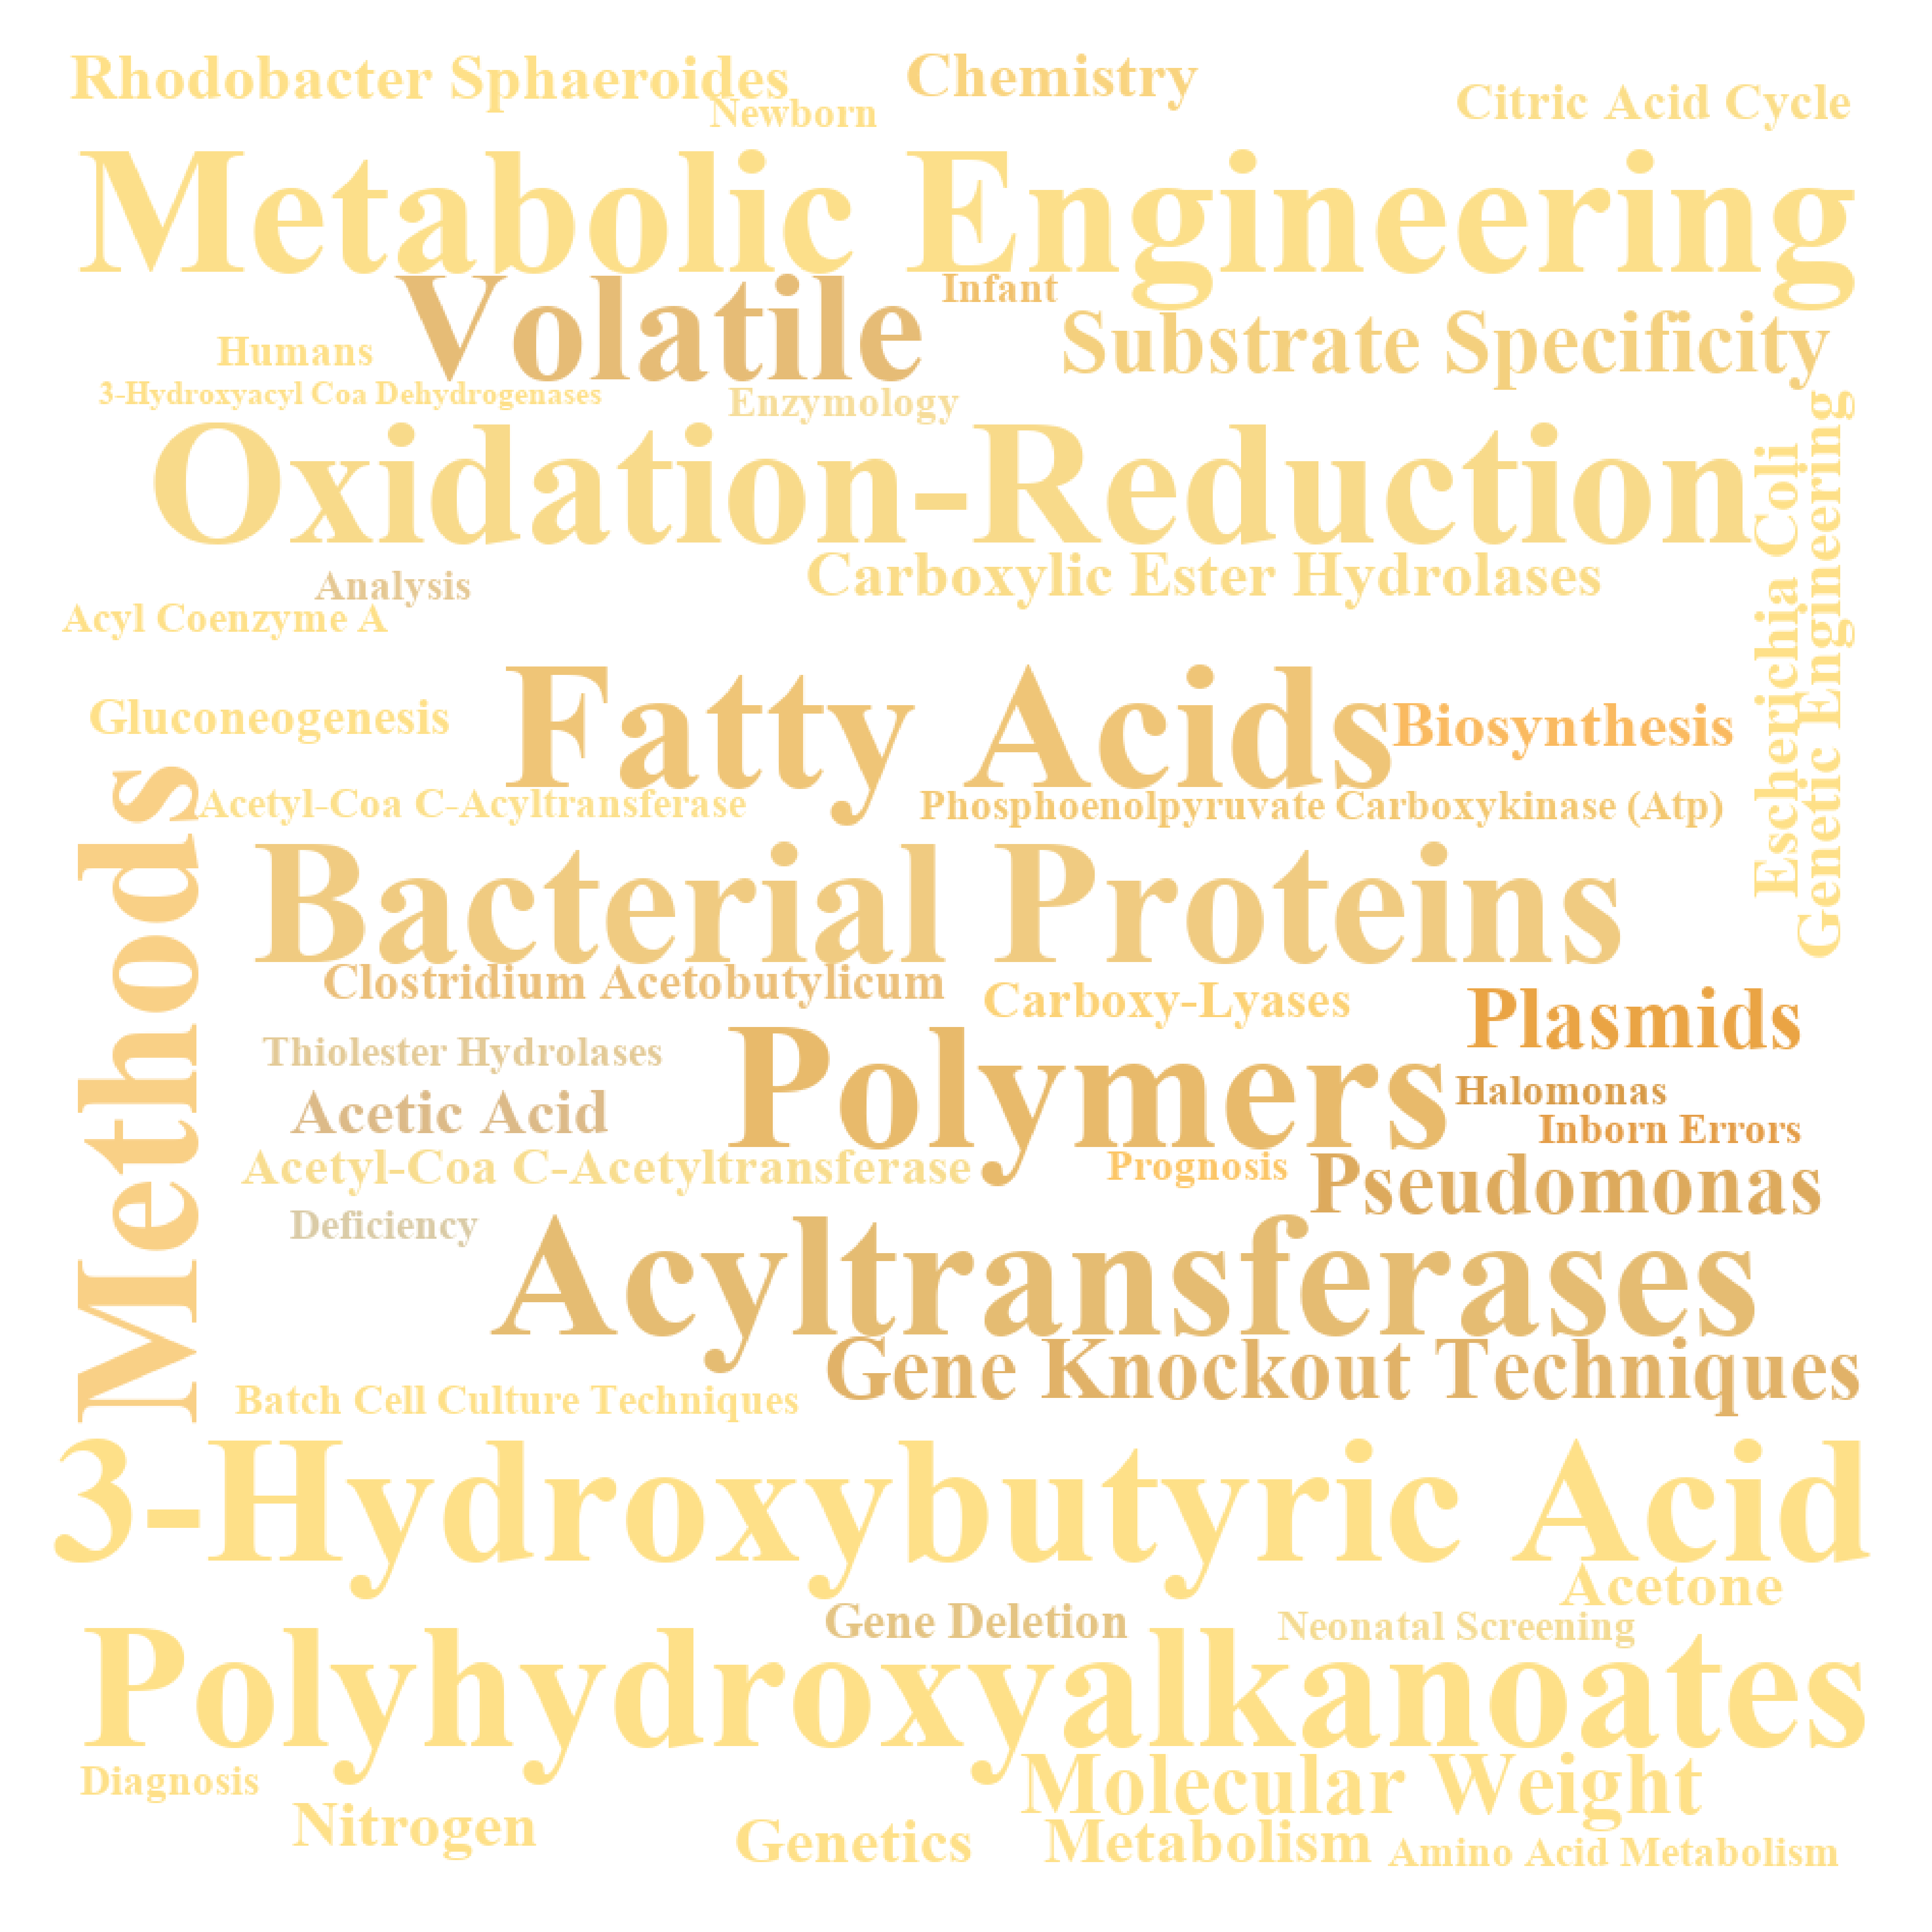 Rhodobacter Sphaeroides
Chemistry
Citric Acid Cycle
Newborn
Metabolic Engineering
Volatile
Infant
Substrate Specificity
Humans
3-Hydroxyacyl Coa Dehydrogenases
Enzymology
Oxidation-Reduction
Escherichia Coli
Genetic Engineering
Carboxylic Ester Hydrolases
Analysis
Acyl Coenzyme A
Fatty Acids
Gluconeogenesis
Biosynthesis
Methods
Acetyl-Coa C-Acyltransferase
Phosphoenolpyruvate Carboxykinase (Atp)
Bacterial Proteins
Clostridium Acetobutylicum
Carboxy-Lyases
Plasmids
Thiolester Hydrolases
Polymers
Halomonas
Acetic Acid
Inborn Errors
Acetyl-Coa C-Acetyltransferase
Prognosis
Pseudomonas
Deficiency
Acyltransferases
Gene Knockout Techniques
Batch Cell Culture Techniques
3-Hydroxybutyric Acid
Acetone
Gene Deletion
Neonatal Screening
Polyhydroxyalkanoates
Diagnosis
Molecular Weight
Nitrogen
Genetics
Metabolism
Amino Acid Metabolism